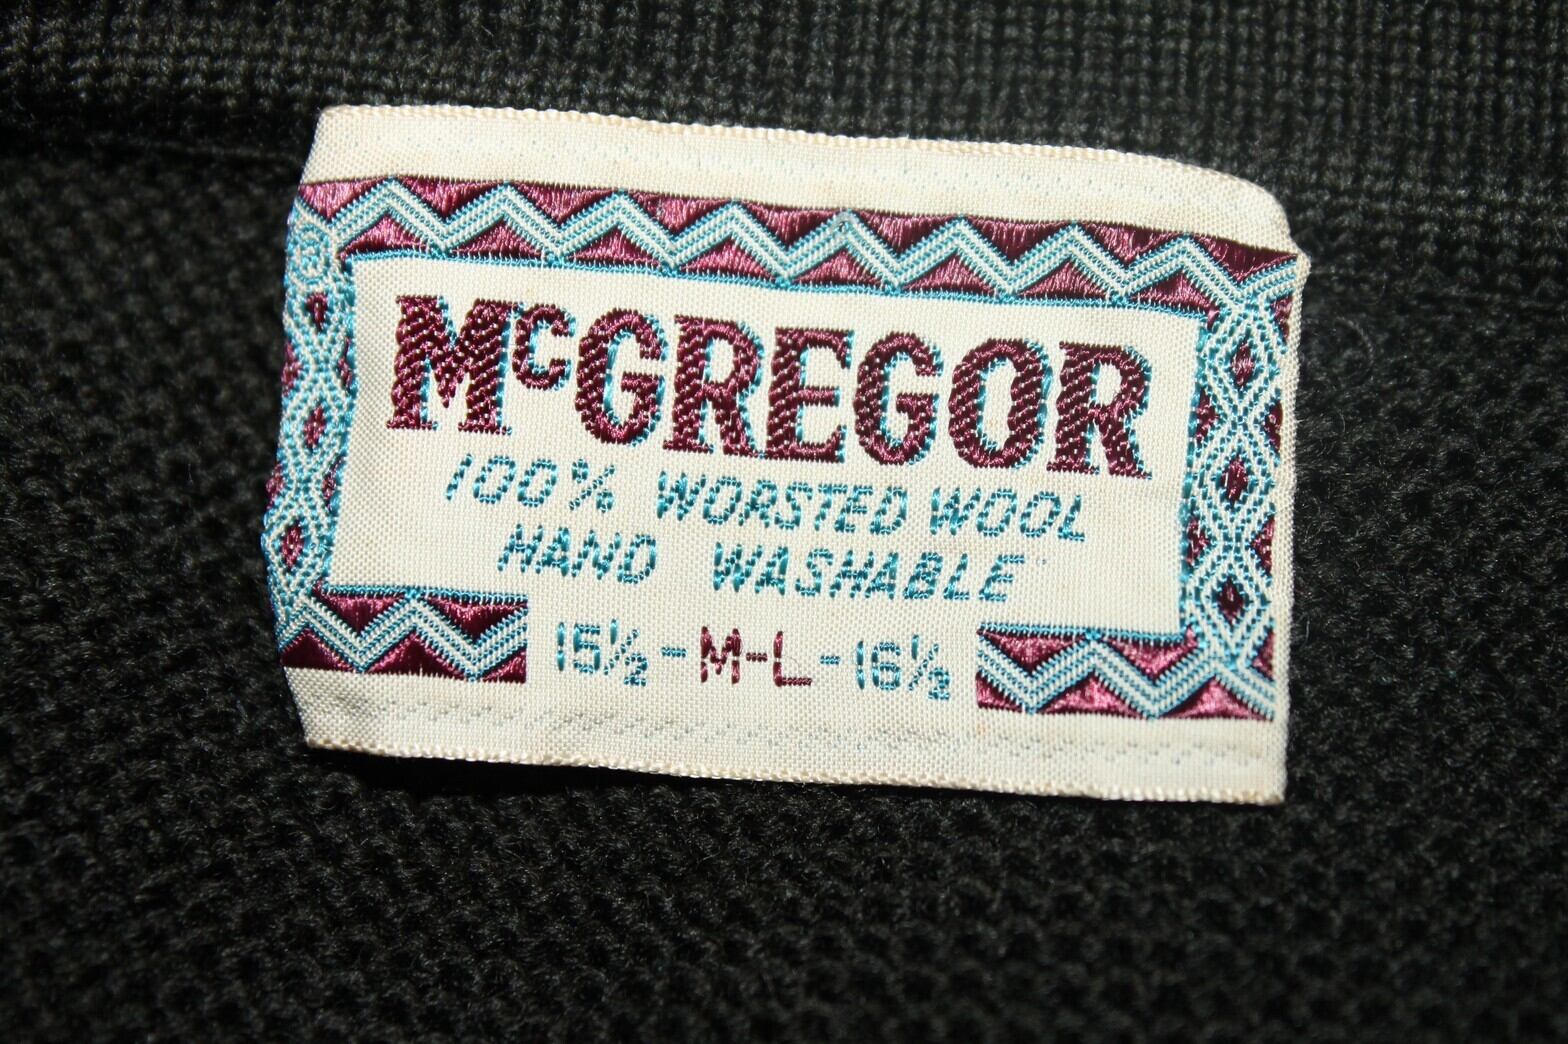 McGREGOR
100% WORSTED WOOL
HAND WASHABLE
15½ - M-L - 16½